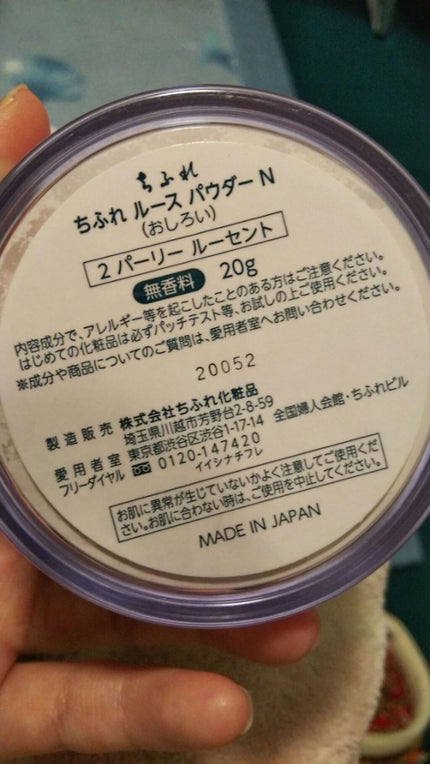 ちふれ
ちふれ ルース パウダー N
(おしろい)
2 パーリー ルーセント
無香料 20g
内容成分で、アレルギー等を起こしたことのある方はご注意ください。
はじめての化粧品は必ずパッチテスト等、お試しの上ご使用ください。
※成分や商品についてのご質問は、愛用者室へお問い合わせください。
20052
製造販売 株式会社ちふれ化粧品
埼玉県川越市芳野台2-8-59
愛用者室 東京都渋谷区渋谷1-17-14 全国婦人会館・ちふれビル
フリーダイヤル 0120-147420
イイシナチフレ
お肌に異常が生じていないかよく注意してご使用くだ
さい。お肌に合わない時は、ご使用を中止してください。
MADE IN JAPAN